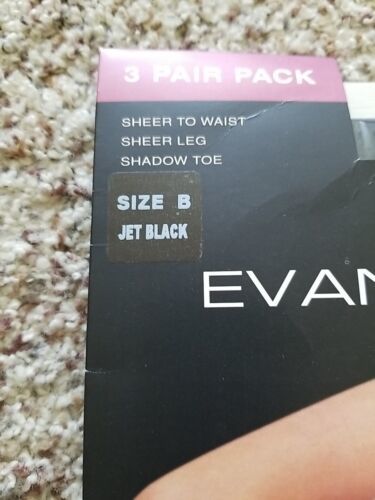 3 PAIR PACK
SHEER TO WAIST
SHEER LEG
SHADOW TOE
SIZE B
JET BLACK
EVAN